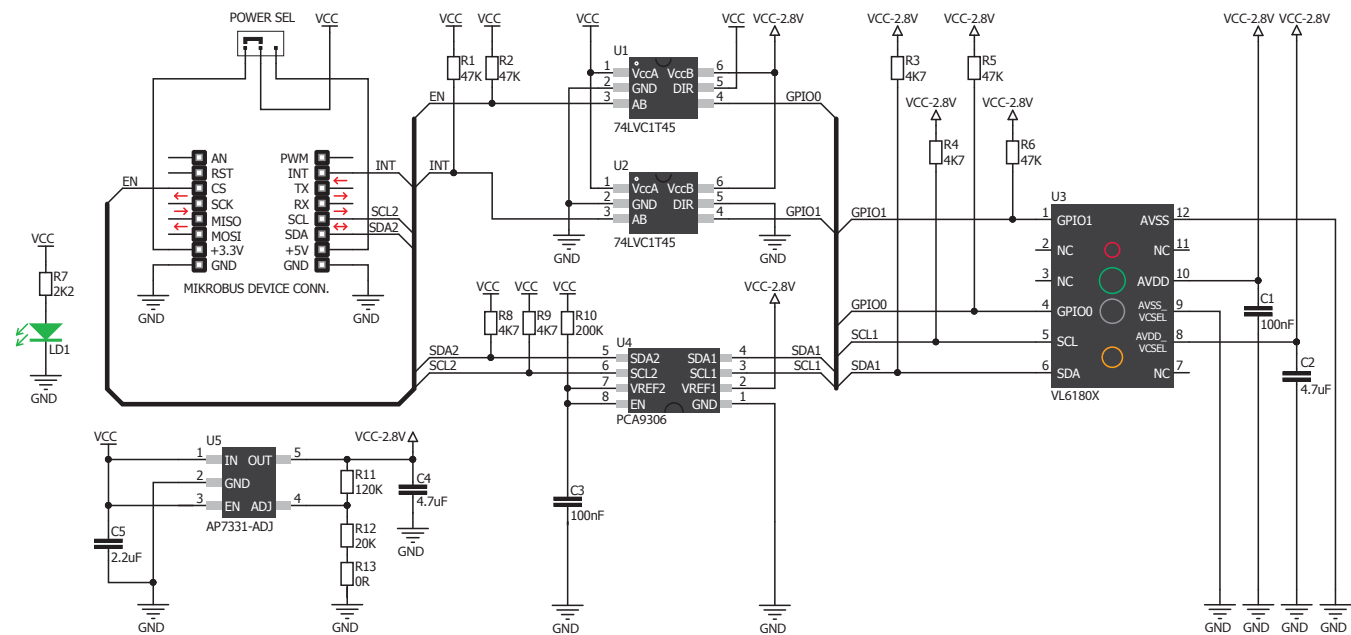 POWER SEL
VCC
VCC
VCC
VCC
VCC
VCC-2.8V
VCC-2.8V
VCC-2.8V
VCC-2.8V
VCC-2.8V
R1
47K
R2
47K
U1
1 VccA VccB 6
2 GND DIR 5
3 AB 4
74LVC1T45
EN
GPIO0
R3
4K7
R5
47K
VCC-2.8V
VCC-2.8V
R4
4K7
R6
47K
AN PWM
RST INT
CS TX
SCK RX
MISO SCL
MOSI SDA
+3.3V +5V
GND GND
EN
INT
SCL2
SDA2
MIKROBUS DEVICE CONN.
GND
GND
INT
U2
1 VccA VccB 6
2 GND DIR 5
3 AB 4
74LVC1T45
GPIO1
GND
GND
VCC
R7
2K2
LD1
GND
U3
GPIO1
1 GPIO1 AVSS 12
2 NC NC 11
3 NC AVDD 10
GPIO0
4 GPIO0 AVSS_VCSEL 9
SCL1
5 SCL AVDD_VCSEL 8
SDA1
6 SDA NC 7
VL6180X
C1
100nF
C2
4.7uF
VCC
VCC
VCC
VCC-2.8V
R8
4K7
R9
4K7
R10
200K
U4
SDA2
SCL2
5 SDA2 SDA1 4
6 SCL2 SCL1 3
7 VREF2 VREF1 2
8 EN GND 1
PCA9306
SDA1
SCL1
C3
100nF
GND
GND
VCC
U5
1 IN OUT 5
2 GND
3 EN ADJ 4
AP7331-ADJ
VCC-2.8V
R11
120K
C4
4.7uF
GND
R12
20K
R13
0R
C5
2.2uF
GND
GND
GND
GND
GND
GND